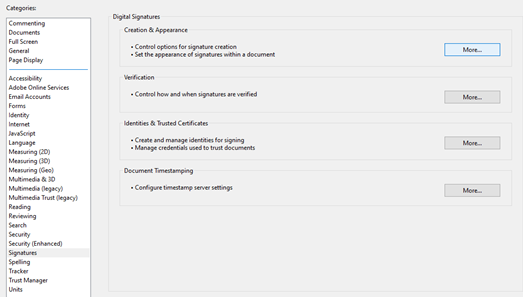 Categories:
Commenting
Documents
Full Screen
General
Page Display
Accessibility
Adobe Online Services
Email Accounts
Forms
Identity
Internet
JavaScript
Language
Measuring (2D)
Measuring (3D)
Measuring (Geo)
Multimedia & 3D
Multimedia (legacy)
Multimedia Trust (legacy)
Reading
Reviewing
Search
Security
Security (Enhanced)
Signatures
Spelling
Tracker
Trust Manager
Units
Digital Signatures
Creation & Appearance
• Control options for signature creation
• Set the appearance of signatures within a document
More...
Verification
• Control how and when signatures are verified
More...
Identities & Trusted Certificates
• Create and manage identities for signing
• Manage credentials used to trust documents
More...
Document Timestamping
• Configure timestamp server settings
More...